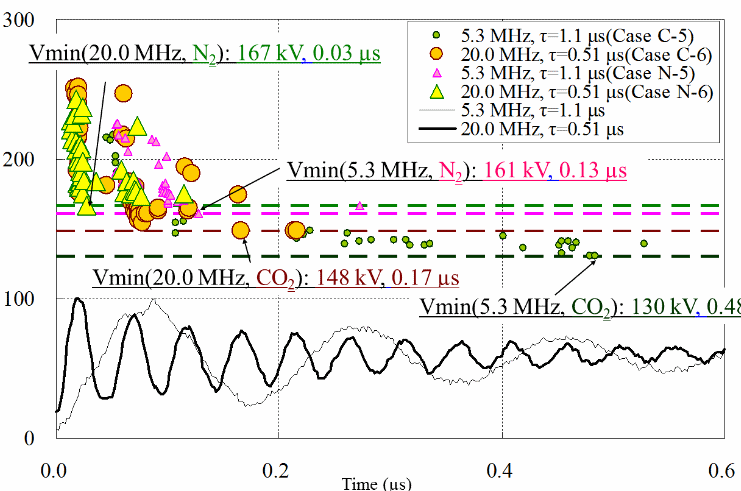 300
5.3 MHz, τ=1.1 μs(Case C-5)
20.0 MHz, τ=0.51 μs(Case C-6)
5.3 MHz, τ=1.1 μs(Case N-5)
20.0 MHz, τ=0.51 μs(Case N-6)
5.3 MHz, τ=1.1 μs
20.0 MHz, τ=0.51 μs
Vmin(20.0 MHz, N₂): 167 kV, 0.03 μs
200
Vmin(5.3 MHz, N₂): 161 kV, 0.13 μs
Vmin(20.0 MHz, CO₂): 148 kV, 0.17 μs
100
Vmin(5.3 MHz, CO₂): 130 kV, 0.48
0
0.0
0.2
0.4
0.6
Time (μs)